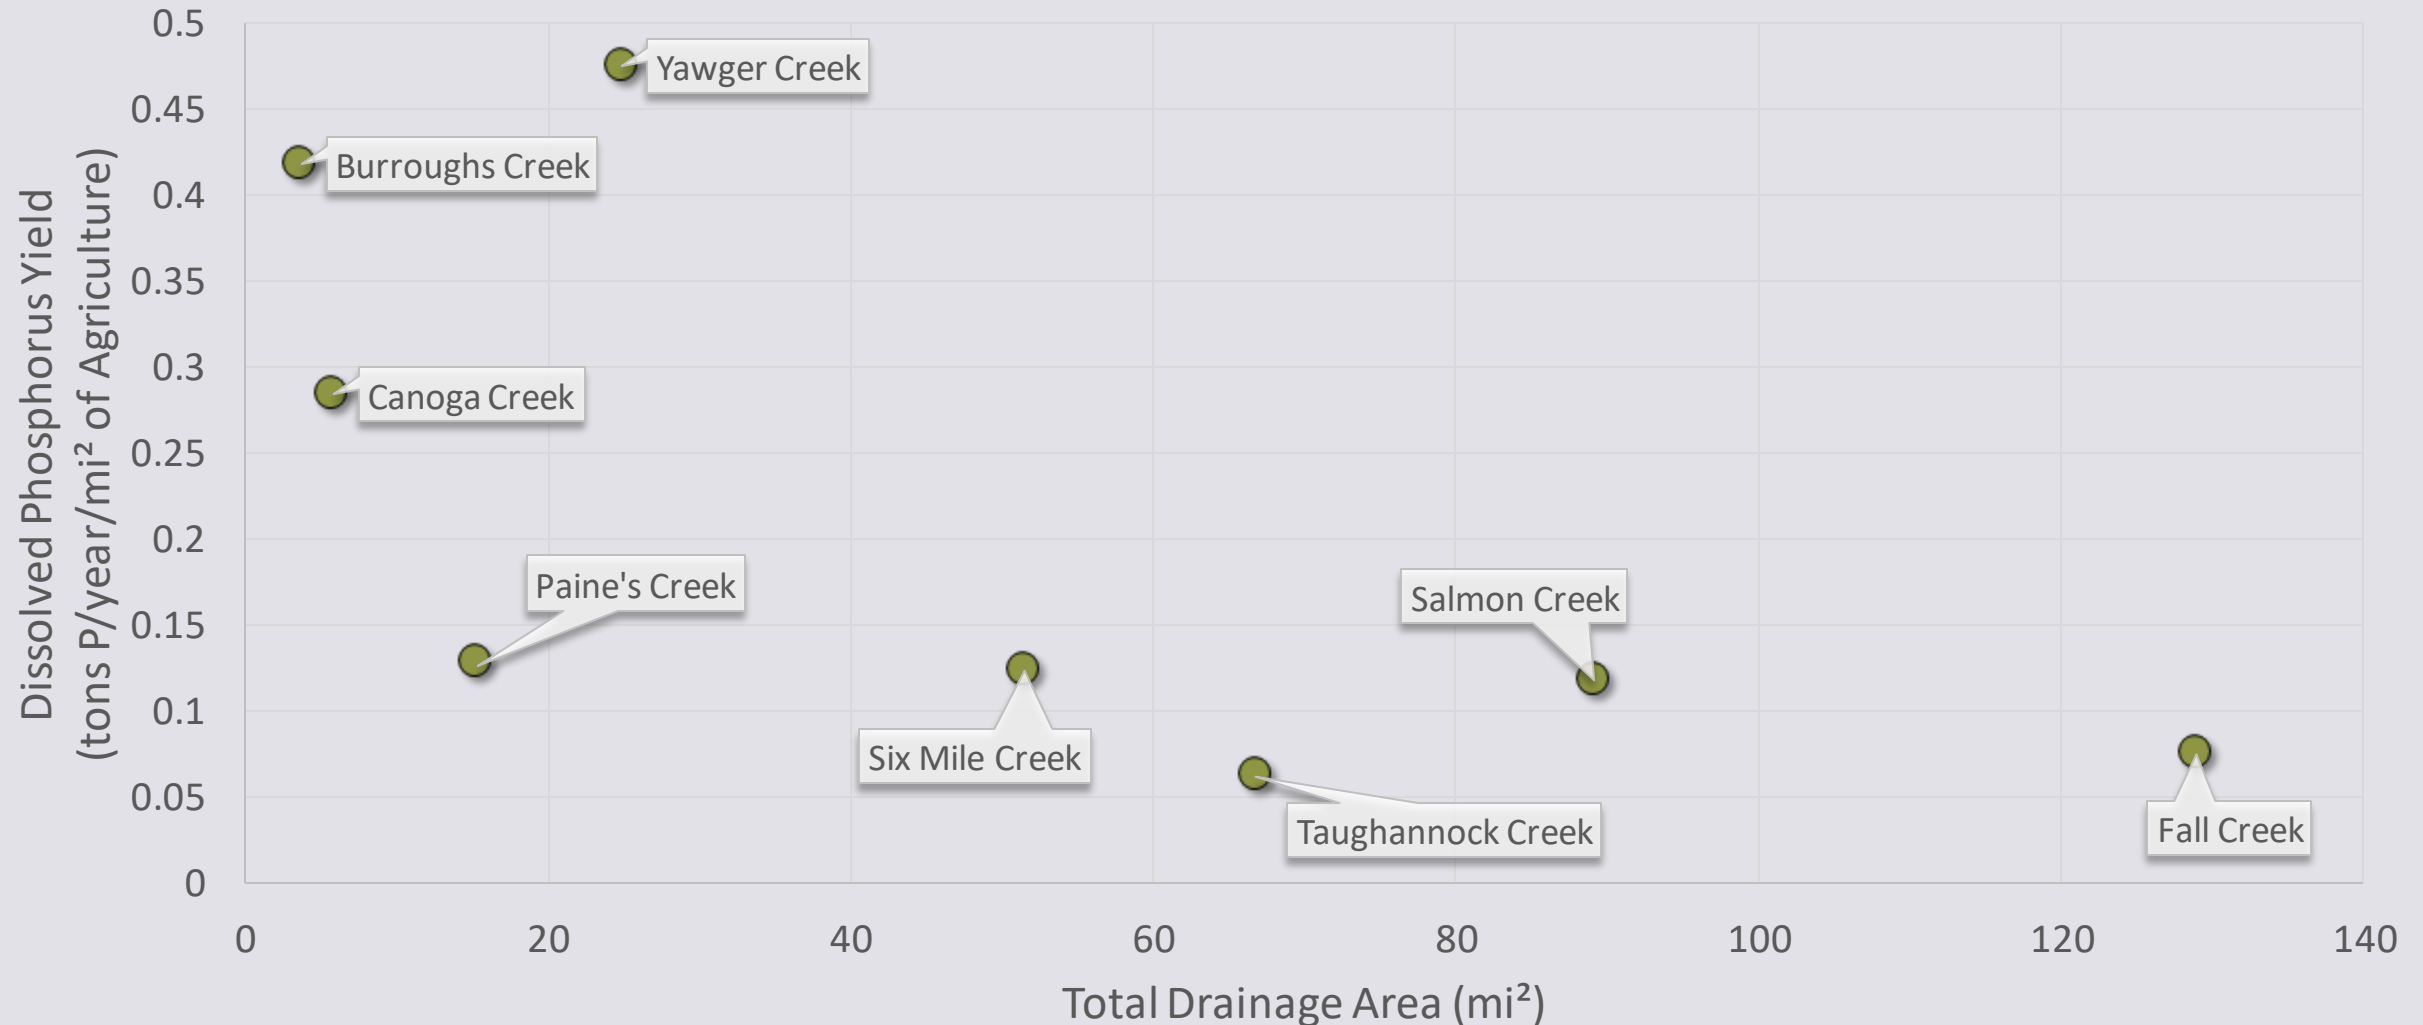 Dissolved Phosphorus Yield
(tons P/year/mi² of Agriculture)
0.5
0.45
0.4
0.35
0.3
0.25
0.2
0.15
0.1
0.05
0
Yawger Creek
Burroughs Creek
Canoga Creek
Paine's Creek
Salmon Creek
Six Mile Creek
Taughannock Creek
Fall Creek
0
20
40
60
80
100
120
140
Total Drainage Area (mi²)